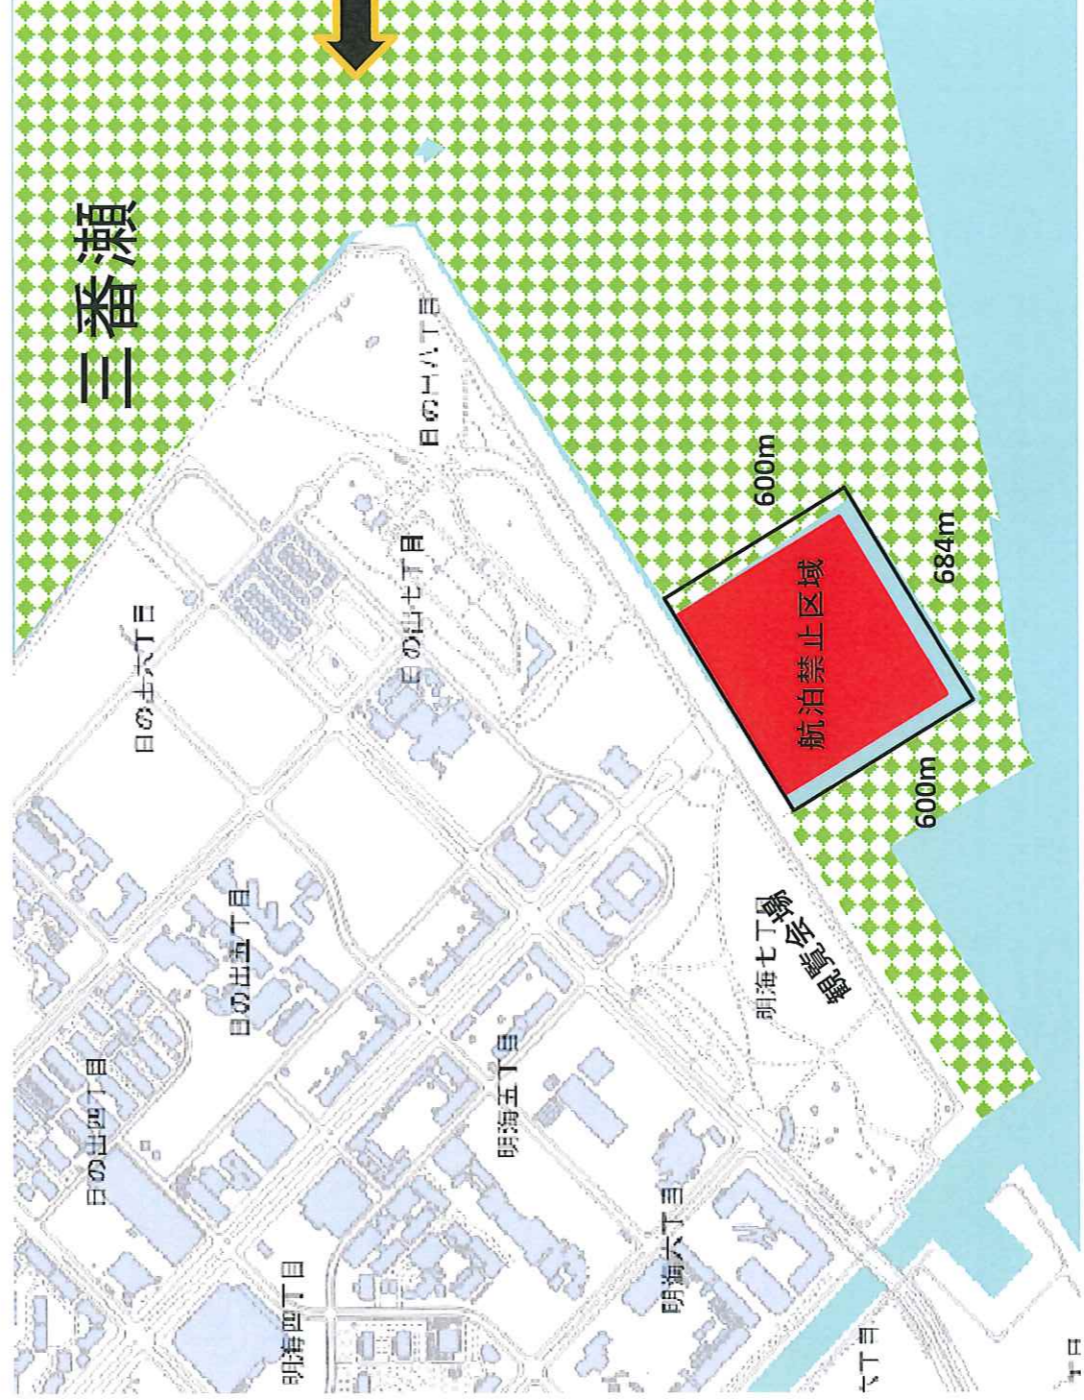 三番瀬
日の出八丁目
600m
684m
航泊禁止区域
600m
日の出七丁目
日の出六丁目
日の出五丁目
日の出四丁目
明海七丁目
観覧会場
明海五丁目
明海六丁目
明海四丁目
六丁目